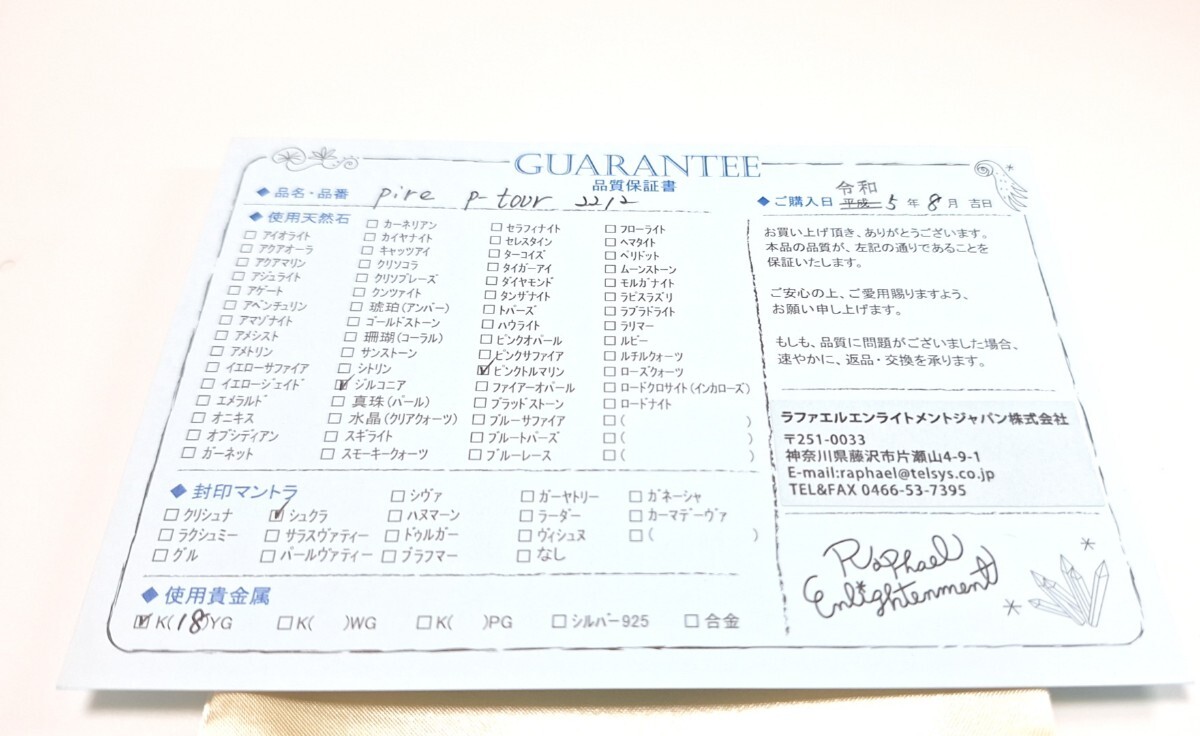 GUARANTEE
品質保証書
◆ 品名・品番 pire p-tour 2212
◆ 使用天然石
□ アイオライト
□ アクアオーラ
□ アクアマリン
□ アジュライト
□ アゲート
□ アベンチュリン
□ アマゾナイト
□ アメシスト
□ アメトリン
□ イエローサファイア
□ イエロージェイド
□ エメラルド
□ オニキス
□ オブシディアン
□ ガーネット
□ カーネリアン
□ カイヤナイト
□ キャッツアイ
□ クリソコラ
□ クリソプレーズ
□ クンツァイト
□ 琥珀(アンバー)
□ ゴールドストーン
□ 珊瑚(コーラル)
□ サンストーン
□ シトリン
☑ ジルコニア
□ 真珠(パール)
□ 水晶(クリアクォーツ)
□ スギライト
□ スモーキークォーツ
□ セラフィナイト
□ セレスタイン
□ ターコイズ
□ タイガーアイ
□ ダイヤモンド
□ タンザナイト
□ トパーズ
□ ハウライト
□ ピンクオパール
□ ピンクサファイア
☑ ピンクトルマリン
□ ファイアーオパール
□ ブラッドストーン
□ ブルーサファイア
□ ブルートパーズ
□ ブルーレース
□ フローライト
□ ヘマタイト
□ ペリドット
□ ムーンストーン
□ モルガナイト
□ ラピスラズリ
□ ラブラドライト
□ ラリマー
□ ルビー
□ ルチルクォーツ
□ ローズクォーツ
□ ロードクロサイト(インカローズ)
□ ロードナイト
□( )
□( )
□( )
◆ 封印マントラ
□ クリシュナ
□ ラクシュミー
□ グル
☑ シュクラ
□ サラスヴァティー
□ パールヴァティー
□ シヴァ
□ ハヌマーン
□ ドゥルガー
□ ブラフマー
□ ガーヤトリー
□ ラーダー
□ ヴィシュヌ
□ なし
□ ガネーシャ
□ カーマデーヴァ
□( )
◆ 使用貴金属
☑ K(18)YG □ K( )WG □ K( )PG □ シルバー925 □ 合金
令和
◆ ご購入日 平成 5 年 8 月 吉日
お買い上げ頂き、ありがとうございます。
本品の品質が、左記の通りであることを
保証いたします。
ご安心の上、ご愛用賜りますよう、
お願い申し上げます。
もしも、品質に問題がございました場合、
速やかに、返品・交換を承ります。
ラファエルエンライトメントジャパン株式会社
〒251-0033
神奈川県藤沢市片瀬山4-9-1
E-mail:raphael@telsys.co.jp
TEL&FAX 0466-53-7395
Raphael
Enlightenment